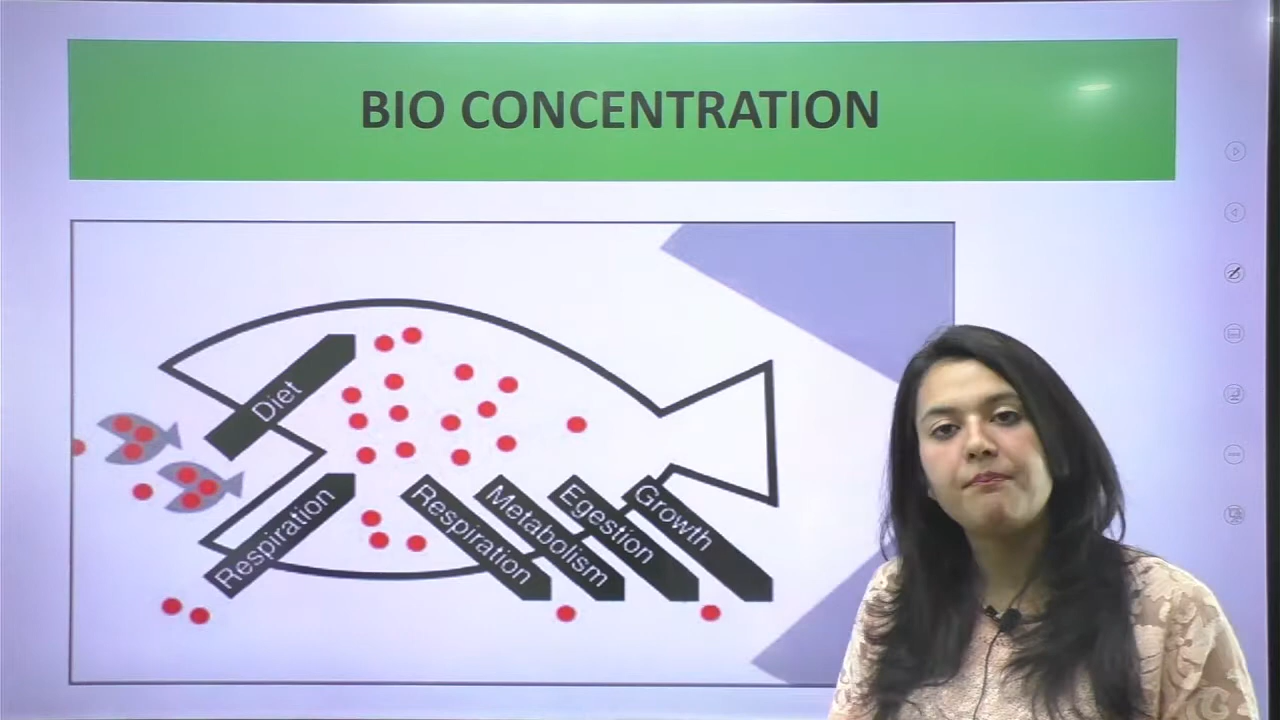 BIO CONCENTRATION
Diet
Respiration
Respiration
Metabolism
Egestion
Growth